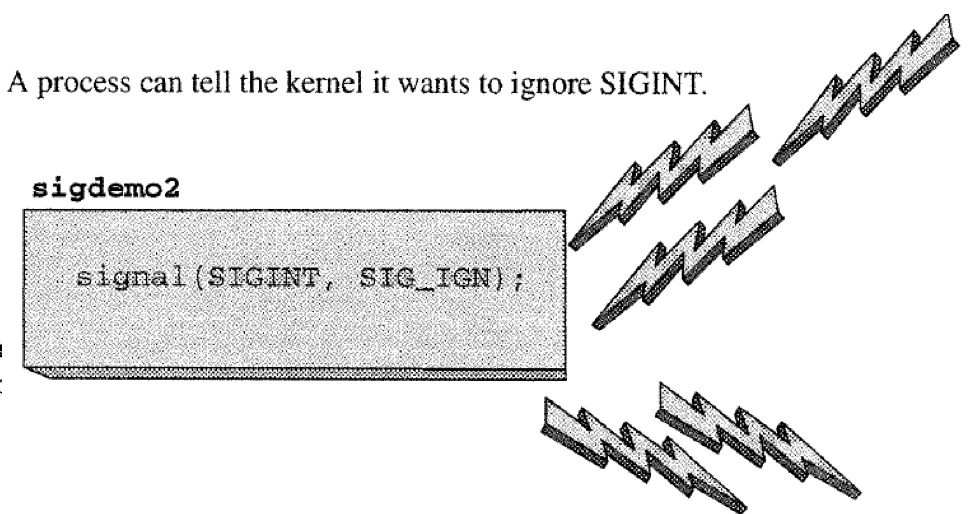 A process can tell the kernel it wants to ignore SIGINT.
sigdemo2
signal(SIGINT, SIG_IGN);